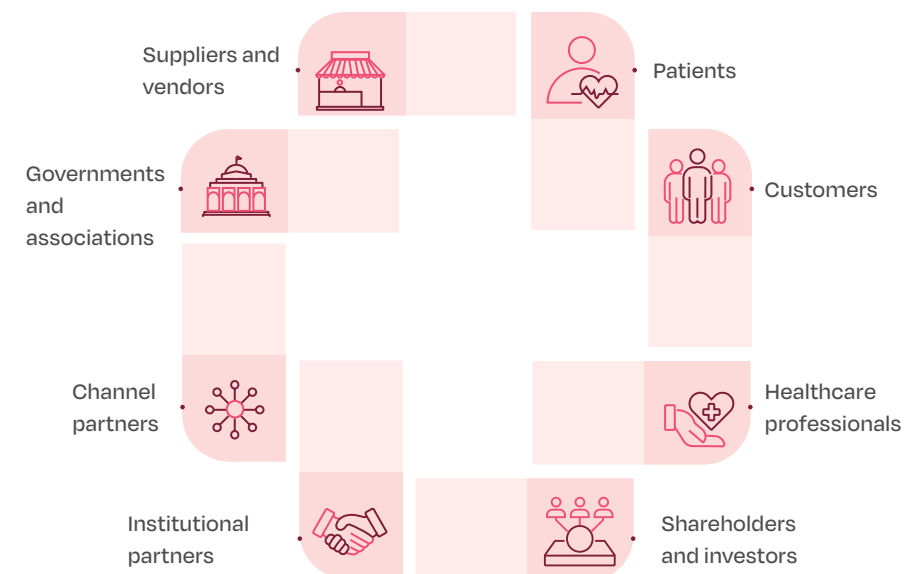 Suppliers and
vendors
Patients
Governments
and
associations
Customers
Channel
partners
Healthcare
professionals
Institutional
partners
Shareholders
and investors